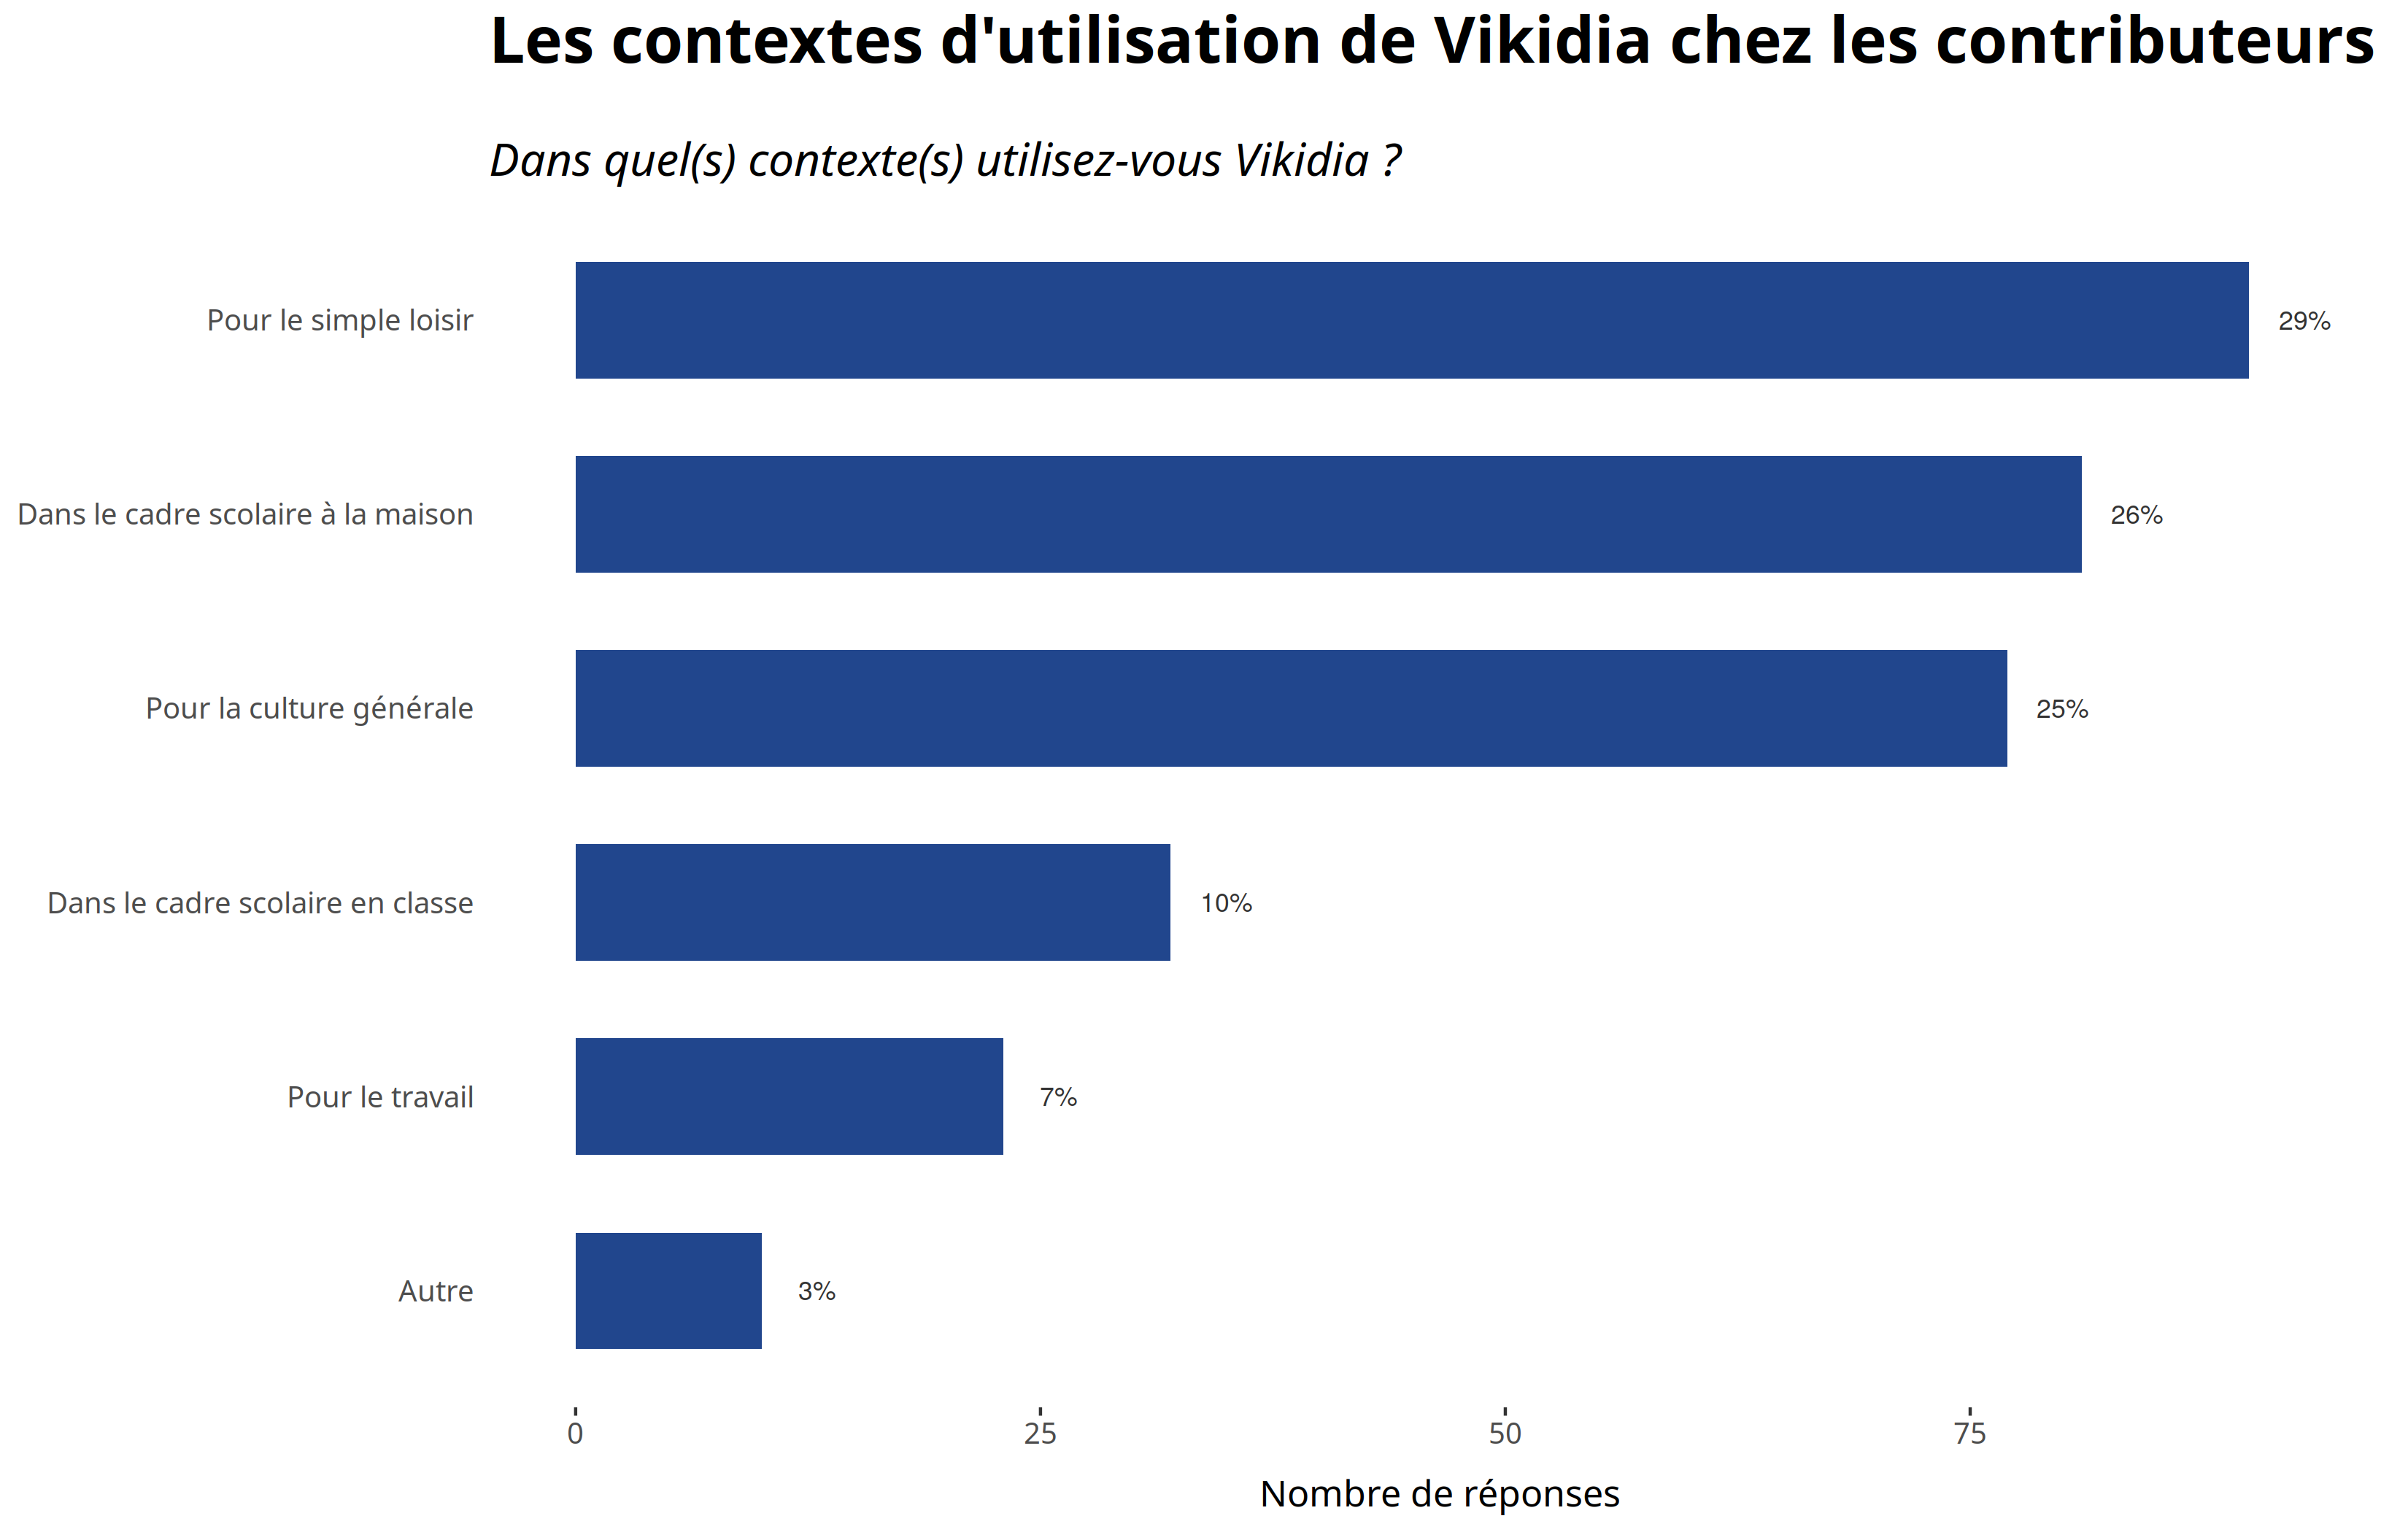 Les contextes d'utilisation de Vikidia chez les contributeurs
Dans quel(s) contexte(s) utilisez-vous Vikidia ?
Pour le simple loisir
29%
Dans le cadre scolaire à la maison
26%
Pour la culture générale
25%
Dans le cadre scolaire en classe
10%
Pour le travail
7%
Autre
3%
0 25 50 75
Nombre de réponses